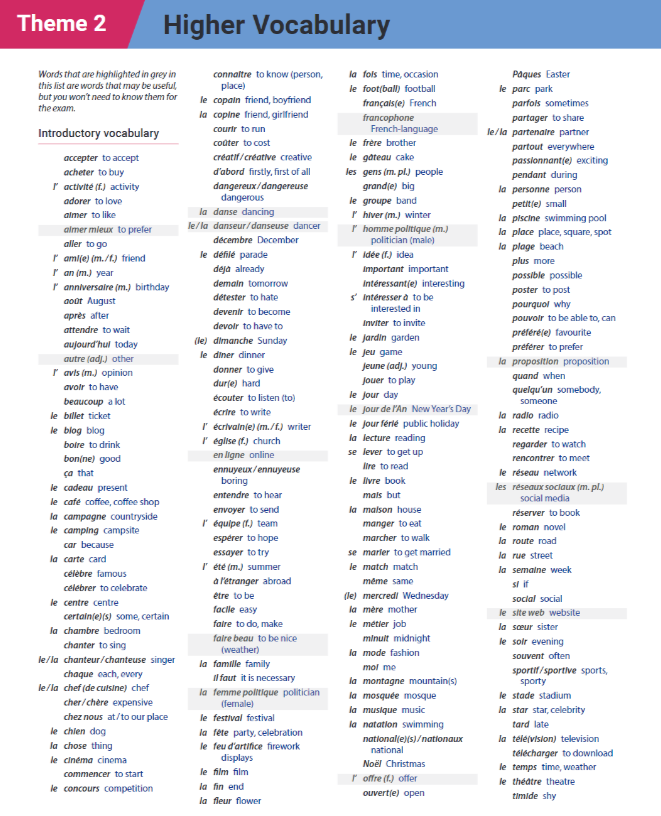 Theme 2
Higher Vocabulary
Words that are highlighted in grey in
this list are words that may be useful,
but you won't need to know them for
the exam.
Introductory vocabulary
accepter to accept
acheter to buy
l' activité (f.) activity
adorer to love
aimer to like
aimer mieux to prefer
aller to go
l' ami(e) (m./f.) friend
l' an (m.) year
l' anniversaire (m.) birthday
août August
après after
attendre to wait
aujourd'hui today
autre (adj.) other
l' avis (m.) opinion
avoir to have
beaucoup a lot
le billet ticket
le blog blog
boire to drink
bon(ne) good
ça that
le cadeau present
le café coffee, coffee shop
la campagne countryside
le camping campsite
car because
la carte card
célèbre famous
célébrer to celebrate
le centre centre
certain(e)(s) some, certain
la chambre bedroom
chanter to sing
le/la chanteur/chanteuse singer
chaque each, every
le/la chef (de cuisine) chef
cher/chère expensive
chez nous at/to our place
le chien dog
la chose thing
le cinéma cinema
commencer to start
le concours competition
connaître to know (person,
place)
le copain friend, boyfriend
la copine friend, girlfriend
courir to run
coûter to cost
créatif/créative creative
d'abord firstly, first of all
dangereux/dangereuse
dangerous
la danse dancing
le/la danseur/danseuse dancer
décembre December
le défilé parade
déjà already
demain tomorrow
détester to hate
devenir to become
devoir to have to
(le) dimanche Sunday
le dîner dinner
donner to give
dur(e) hard
écouter to listen (to)
écrire to write
l' écrivain(e) (m./f.) writer
l' église (f.) church
en ligne online
ennuyeux/ennuyeuse
boring
entendre to hear
envoyer to send
l' équipe (f.) team
espérer to hope
essayer to try
l' été (m.) summer
à l'étranger abroad
être to be
facile easy
faire to do, make
faire beau to be nice
(weather)
la famille family
il faut it is necessary
la femme politique politician
(female)
le festival festival
la fête party, celebration
le feu d'artifice firework
displays
le film film
la fin end
la fleur flower
la fois time, occasion
le foot(ball) football
français(e) French
francophone
French-language
le frère brother
le gâteau cake
les gens (m. pl.) people
grand(e) big
le groupe band
l' hiver (m.) winter
l' homme politique (m.)
politician (male)
l' idée (f.) idea
important important
intéressant(e) interesting
s' intéresser à to be
interested in
inviter to invite
le jardin garden
le jeu game
jeune (adj.) young
jouer to play
le jour day
le jour de l'An New Year's Day
le jour férié public holiday
la lecture reading
se lever to get up
lire to read
le livre book
mais but
la maison house
manger to eat
marcher to walk
se marier to get married
le match match
même same
(le) mercredi Wednesday
la mère mother
le métier job
minuit midnight
la mode fashion
moi me
la montagne mountain(s)
la mosquée mosque
la musique music
la natation swimming
national(e)(s)/nationaux
national
Noël Christmas
l' offre (f.) offer
ouvert(e) open
Pâques Easter
le parc park
parfois sometimes
partager to share
le/la partenaire partner
partout everywhere
passionnant(e) exciting
pendant during
la personne person
petit(e) small
la piscine swimming pool
la place place, square, spot
la plage beach
plus more
possible possible
poster to post
pourquoi why
pouvoir to be able to, can
préféré(e) favourite
préférer to prefer
la proposition proposition
quand when
quelqu'un somebody,
someone
la radio radio
la recette recipe
regarder to watch
rencontrer to meet
le réseau network
les réseaux sociaux (m. pl.)
social media
réserver to book
le roman novel
la route road
la rue street
la semaine week
si if
social social
le site web website
la sœur sister
le soir evening
souvent often
sportif/sportive sports,
sporty
le stade stadium
la star star, celebrity
tard late
la télé(vision) television
télécharger to download
le temps time, weather
le théâtre theatre
timide shy